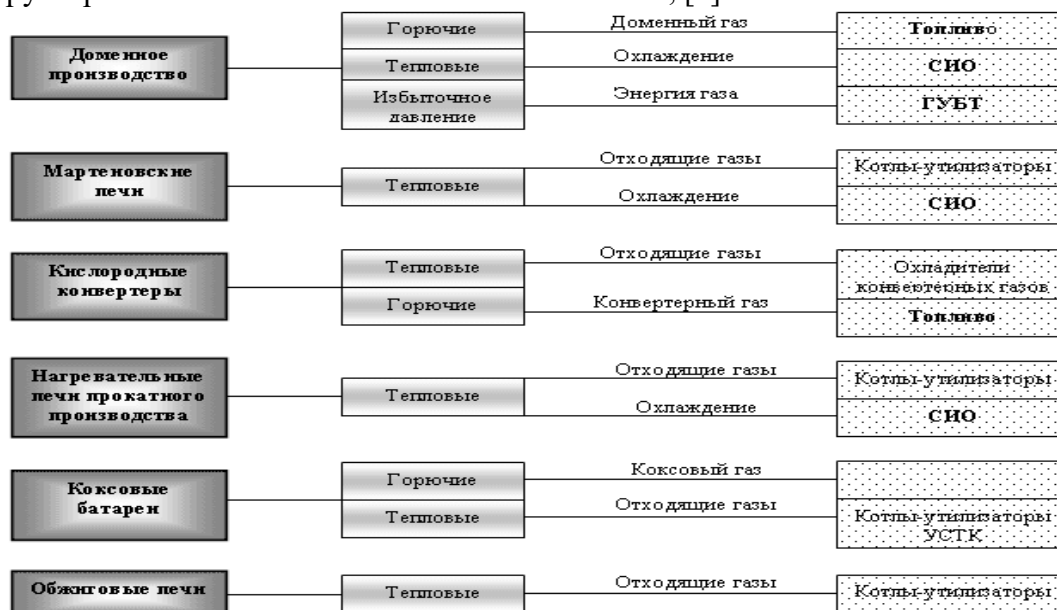 Доменное
производство
Горючие
Доменный газ
Топливо
Тепловые
Охлаждение
СИО
Избыточное
давление
Энергия газа
ГУБТ
Мартеновские
печи
Тепловые
Отходящие газы
Котлы-утилизаторы
Охлаждение
СИО
Кислородные
конвертеры
Тепловые
Отходящие газы
Охладители
конвертерных газов
Горючие
Конвертерный газ
Топливо
Нагревательные
печи прокатного
производства
Тепловые
Отходящие газы
Котлы-утилизаторы
Охлаждение
СИО
Коксовые
батареи
Горючие
Коксовый газ
Тепловые
Отходящие газы
Котлы-утилизаторы
УСТК
Обжиговые печи
Тепловые
Отходящие газы
Котлы-утилизаторы